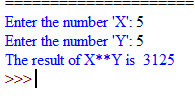 ====================
Enter the number 'X': 5
Enter the number 'Y': 5
The result of X**Y is  3125
>>>